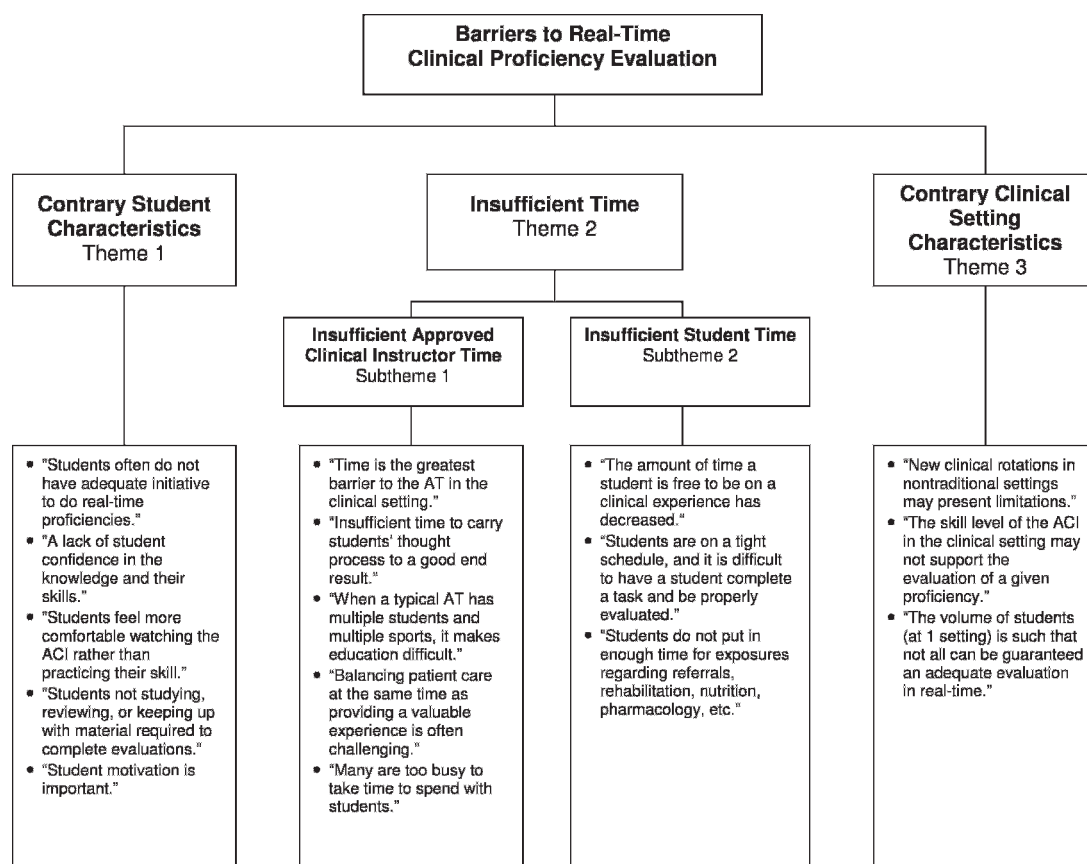 Barriers to Real-Time
Clinical Proficiency Evaluation
Contrary Student
Characteristics
Theme 1
Insufficient Time
Theme 2
Contrary Clinical
Setting
Characteristics
Theme 3
Insufficient Approved
Clinical Instructor Time
Subtheme 1
Insufficient Student Time
Subtheme 2
• "Students often do not
have adequate initiative
to do real-time
proficiencies."
• "A lack of student
confidence in the
knowledge and their
skills."
• "Students feel more
comfortable watching the
ACI rather than
practicing their skill."
• "Students not studying,
reviewing, or keeping up
with material required to
complete evaluations."
• "Student motivation is
important."
• "Time is the greatest
barrier to the AT in the
clinical setting."
• "Insufficient time to carry
students' thought
process to a good end
result."
• "When a typical AT has
multiple students and
multiple sports, it makes
education difficult."
• "Balancing patient care
at the same time as
providing a valuable
experience is often
challenging."
• "Many are too busy to
take time to spend with
students."
• "The amount of time a
student is free to be on a
clinical experience has
decreased."
• "Students are on a tight
schedule, and it is difficult
to have a student complete
a task and be properly
evaluated."
• "Students do not put in
enough time for exposures
regarding referrals,
rehabilitation, nutrition,
pharmacology, etc."
• "New clinical rotations in
nontraditional settings
may present limitations."
• "The skill level of the ACI
in the clinical setting may
not support the
evaluation of a given
proficiency."
• "The volume of students
(at 1 setting) is such that
not all can be guaranteed
an adequate evaluation
in real-time."